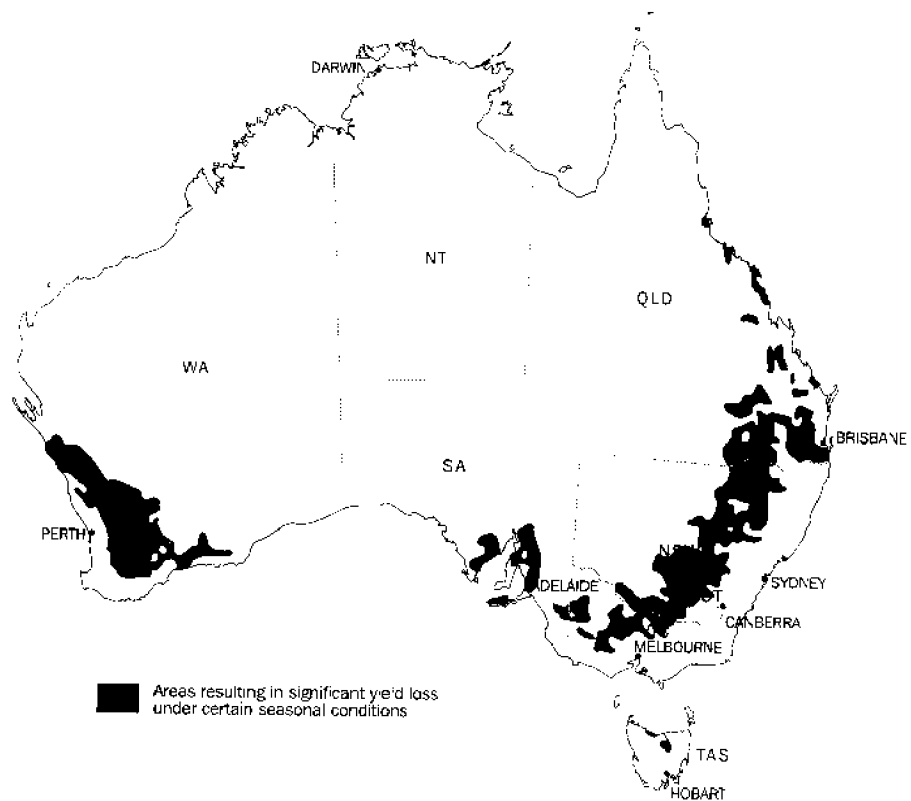 DARWIN
NT
QLD
WA
BRISBANE
SA
PERTH
ADELAIDE
SYDNEY
CANBERRA
MELBOURNE
Areas resulting in significant yield loss
under certain seasonal conditions
TAS
HOBART